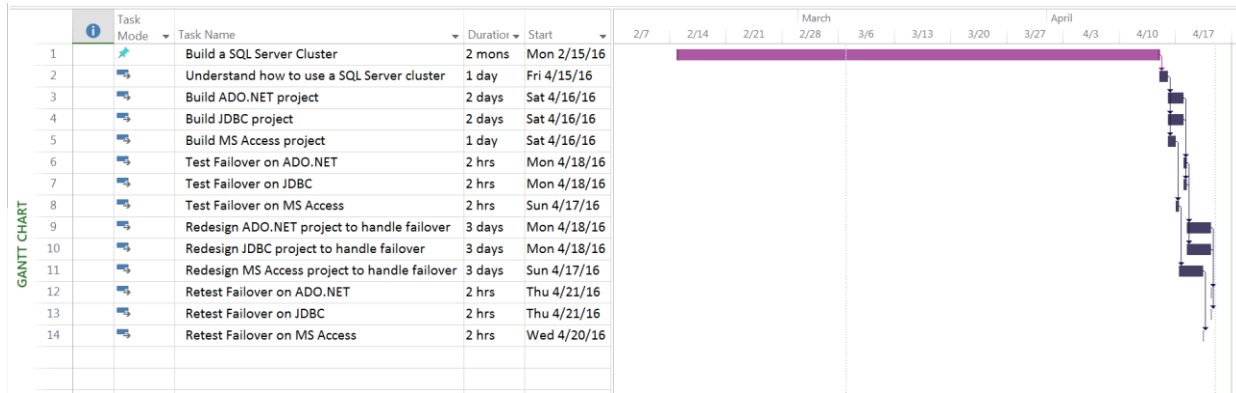 March April
Task
Mode Task Name Duration Start 2/7 2/14 2/21 2/28 3/6 3/13 3/20 3/27 4/3 4/10 4/17
1 Build a SQL Server Cluster 2 mons Mon 2/15/16
2 Understand how to use a SQL Server cluster 1 day Fri 4/15/16
3 Build ADO.NET project 2 days Sat 4/16/16
4 Build JDBC project 2 days Sat 4/16/16
5 Build MS Access project 1 day Sat 4/16/16
6 Test Failover on ADO.NET 2 hrs Mon 4/18/16
7 Test Failover on JDBC 2 hrs Mon 4/18/16
8 Test Failover on MS Access 2 hrs Sun 4/17/16
9 Redesign ADO.NET project to handle failover 3 days Mon 4/18/16
10 Redesign JDBC project to handle failover 3 days Mon 4/18/16
11 Redesign MS Access project to handle failover 3 days Sun 4/17/16
12 Retest Failover on ADO.NET 2 hrs Thu 4/21/16
13 Retest Failover on JDBC 2 hrs Thu 4/21/16
14 Retest Failover on MS Access 2 hrs Wed 4/20/16
GANTT CHART